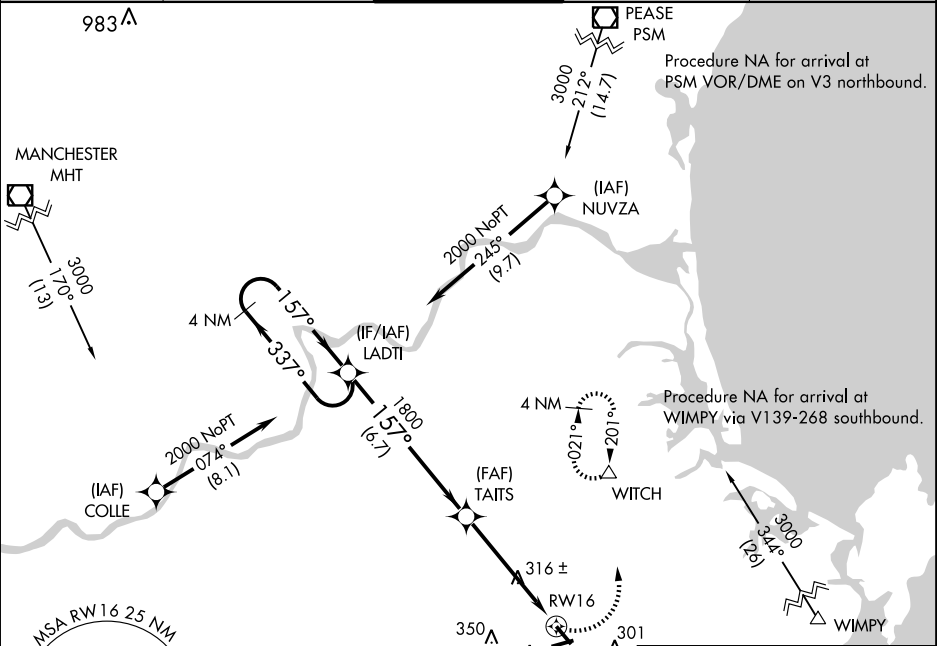 983
PEASE
PSM
Procedure NA for arrival at
PSM VOR/DME on V3 northbound.
3000
212°
(14.7)
MANCHESTER
MHT
3000
170°
(13)
(IAF)
NUVZA
2000 NoPT
245°
(9.7)
4 NM
157°
337°
(IF/IAF)
LADTI
1800
157°
(6.7)
2000 NoPT
074°
(8.1)
(IAF)
COLLE
4 NM
021°
201°
WITCH
Procedure NA for arrival at
WIMPY via V139-268 southbound.
(FAF)
TAITS
3000
344°
(26)
WIMPY
316 ±
RW16
350
301
MSA RW16 25 NM